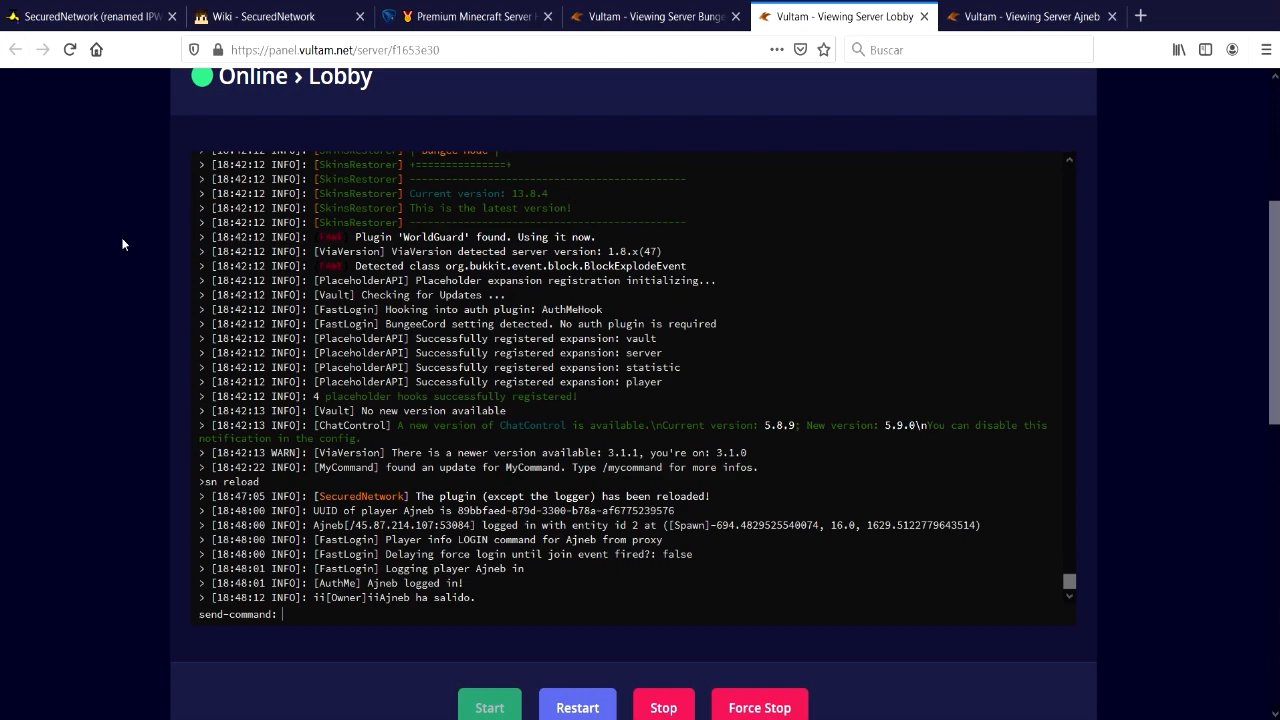 SecuredNetwork (renamed IPW
Wiki - SecuredNetwork
Premium Minecraft Server
Vultam - Viewing Server Bunge
Vultam - Viewing Server Lobby
Vultam - Viewing Server Ajneb
https://panel.vultam.net/server/f1653e30
Buscar
Online › Lobby
> [18:42:12 INFO]: [SkinsRestorer] | Bungee Mode |
> [18:42:12 INFO]: [SkinsRestorer] +===============+
> [18:42:12 INFO]: [SkinsRestorer] ----------------------------------------------
> [18:42:12 INFO]: [SkinsRestorer] Current version: 13.8.4
> [18:42:12 INFO]: [SkinsRestorer] This is the latest version!
> [18:42:12 INFO]: [SkinsRestorer] ----------------------------------------------
> [18:42:12 INFO]: Plugin 'WorldGuard' found. Using it now.
> [18:42:12 INFO]: [ViaVersion] ViaVersion detected server version: 1.8.x(47)
> [18:42:12 INFO]: Detected class org.bukkit.event.block.BlockExplodeEvent
> [18:42:12 INFO]: [PlaceholderAPI] Placeholder expansion registration initializing...
> [18:42:12 INFO]: [Vault] Checking for Updates ...
> [18:42:12 INFO]: [FastLogin] Hooking into auth plugin: AuthMeHook
> [18:42:12 INFO]: [FastLogin] BungeeCord setting detected. No auth plugin is required
> [18:42:12 INFO]: [PlaceholderAPI] Successfully registered expansion: vault
> [18:42:12 INFO]: [PlaceholderAPI] Successfully registered expansion: server
> [18:42:12 INFO]: [PlaceholderAPI] Successfully registered expansion: statistic
> [18:42:12 INFO]: [PlaceholderAPI] Successfully registered expansion: player
> [18:42:12 INFO]: 4 placeholder hooks successfully registered!
> [18:42:13 INFO]: [Vault] No new version available
> [18:42:13 INFO]: [ChatControl] A new version of ChatControl is available.\nCurrent version: 5.8.9; New version: 5.9.0\nYou can disable this
notification in the config.
> [18:42:13 WARN]: [ViaVersion] There is a newer version available: 3.1.1, you're on: 3.1.0
> [18:42:22 INFO]: [MyCommand] found an update for MyCommand. Type /mycommand for more infos.
>sn reload
> [18:47:05 INFO]: [SecuredNetwork] The plugin (except the logger) has been reloaded!
> [18:48:00 INFO]: UUID of player Ajneb is 89bbfaed-879d-3300-b78a-af6775239576
> [18:48:00 INFO]: Ajneb[/45.87.214.107:53084] logged in with entity id 2 at ([Spawn]-694.4829525540074, 16.0, 1629.5122779643514)
> [18:48:00 INFO]: [FastLogin] Player info LOGIN command for Ajneb from proxy
> [18:48:00 INFO]: [FastLogin] Delaying force login until join event fired?: false
> [18:48:01 INFO]: [FastLogin] Logging player Ajneb in
> [18:48:01 INFO]: [AuthMe] Ajneb logged in!
> [18:48:12 INFO]: ii[Owner]iiAjneb ha salido.
send-command:
Start
Restart
Stop
Force Stop